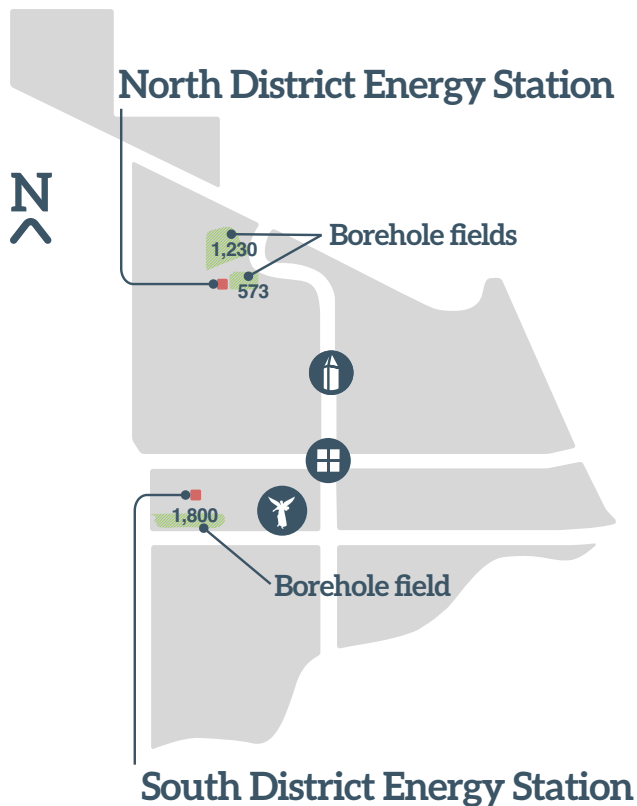 North District Energy Station
N
Borehole fields
1,230
573
1,800
Borehole field
South District Energy Station